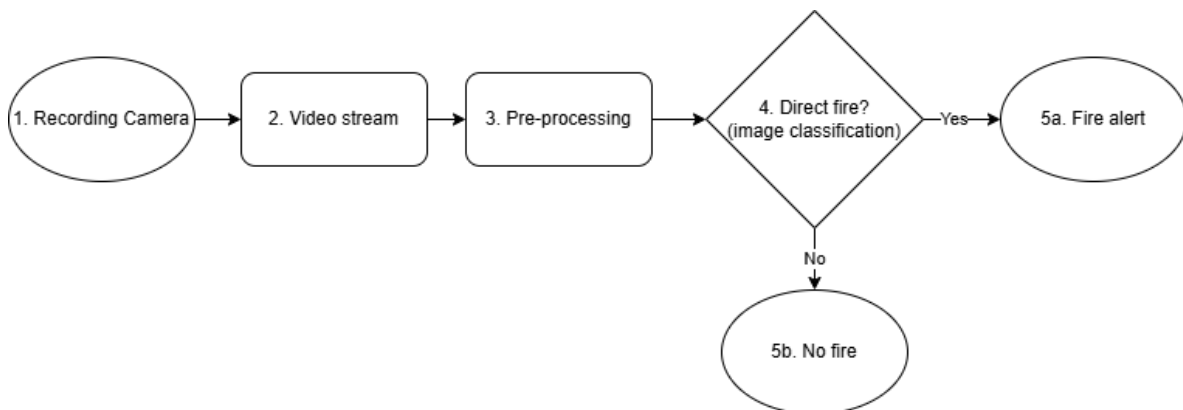 1. Recording Camera
2. Video stream
3. Pre-processing
4. Direct fire?
(image classification)
Yes
5a. Fire alert
No
5b. No fire